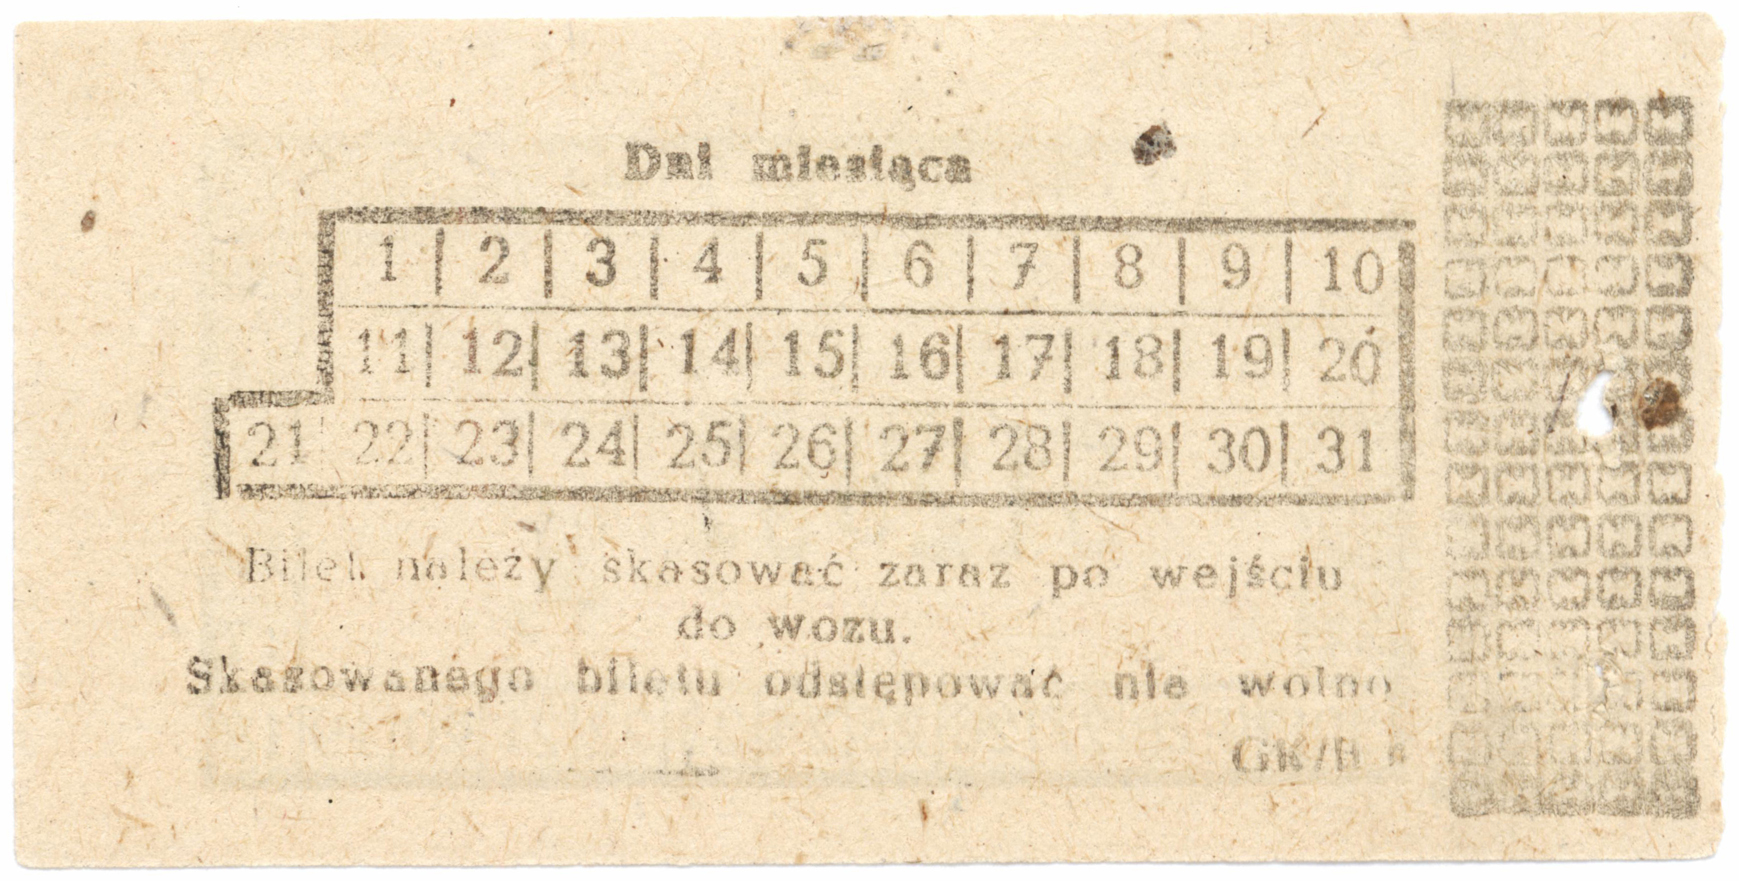 Dni miesiąca
1 | 2 | 3 | 4 | 5 | 6 | 7 | 8 | 9 | 10
11 | 12 | 13 | 14 | 15 | 16 | 17 | 18 | 19 | 20
21 | 22 | 23 | 24 | 25 | 26 | 27 | 28 | 29 | 30 | 31
Bilet należy skasować zaraz po wejściu
do wozu.
Skasowanego biletu odstępować nie wolno
GK/B